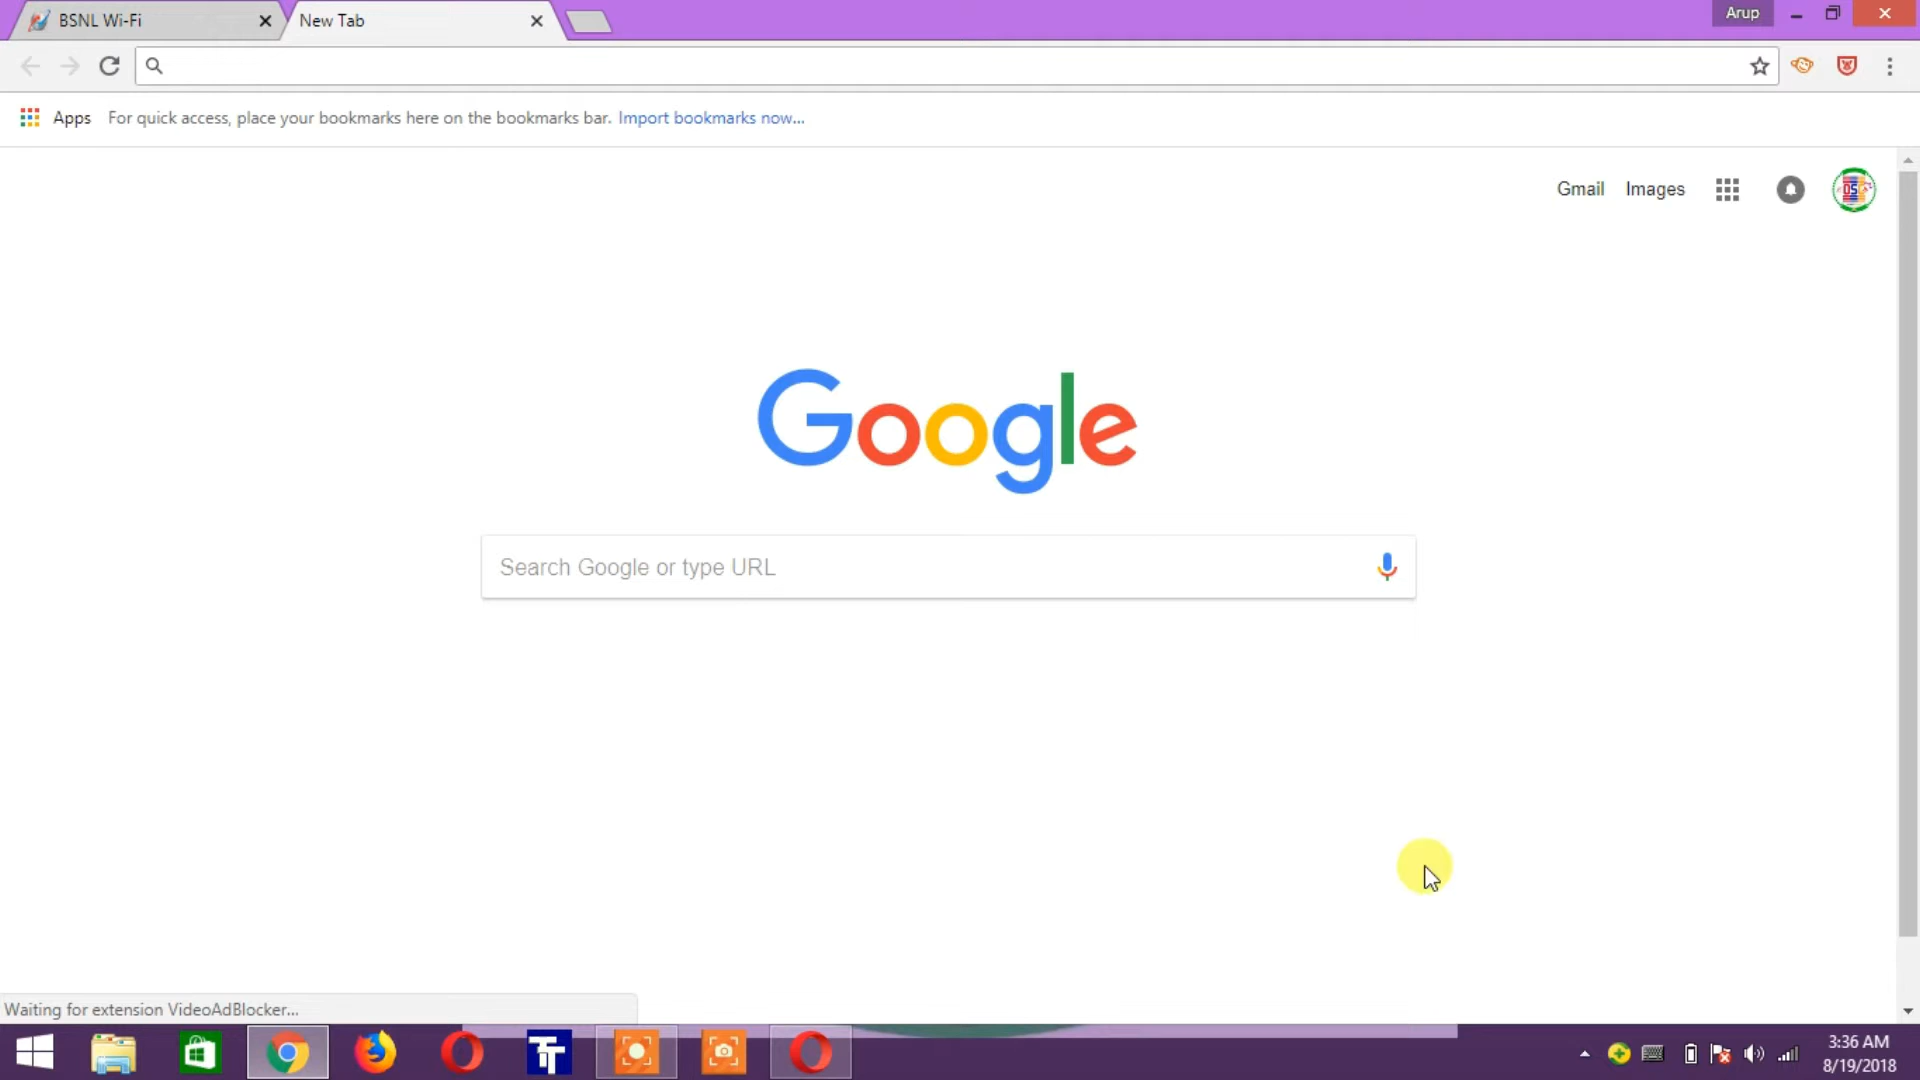 BSNL Wi-Fi
New Tab
Arup
Apps For quick access, place your bookmarks here on the bookmarks bar. Import bookmarks now...
Gmail Images
Google
Search Google or type URL
Waiting for extension VideoAdBlocker...
3:36 AM
8/19/2018